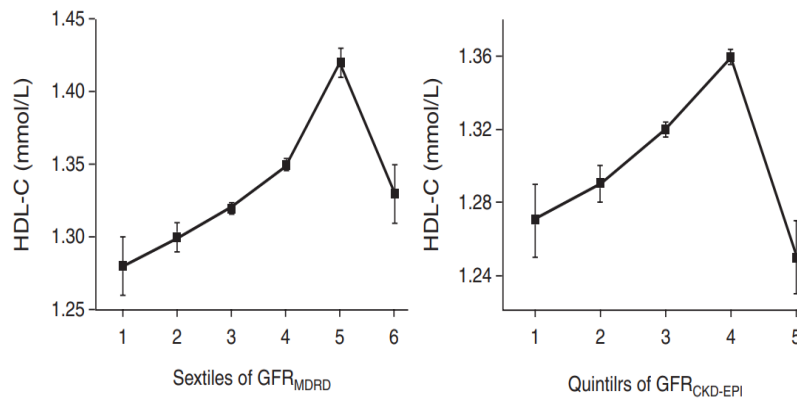 HDL-C (mmol/L)
1.45
1.40
1.35
1.30
1.25
1 2 3 4 5 6
Sextiles of GFRMDRD
HDL-C (mmol/L)
1.36
1.32
1.28
1.24
1 2 3 4 5
Quintilrs of GFRCKD-EPI